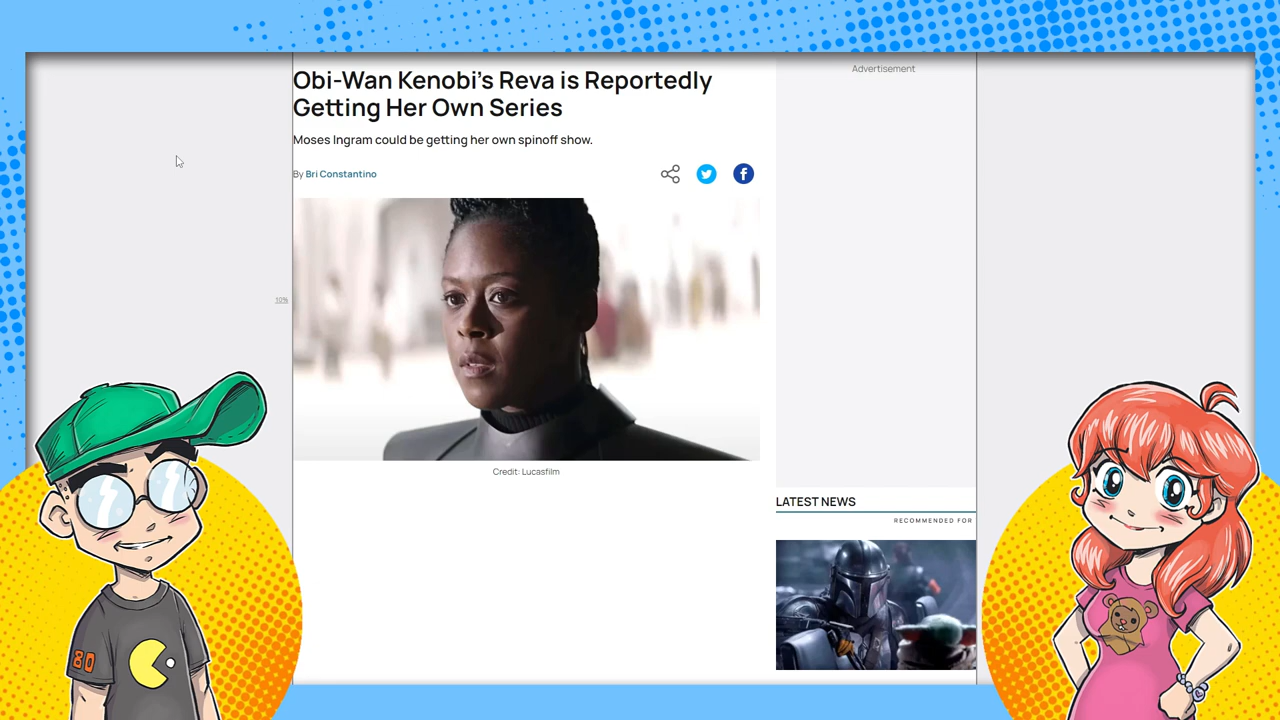 Obi-Wan Kenobi's Reva is Reportedly
Getting Her Own Series
Moses Ingram could be getting her own spinoff show.
By Bri Constantino
Advertisement
10%
Credit: Lucasfilm
LATEST NEWS
RECOMMENDED FOR
80